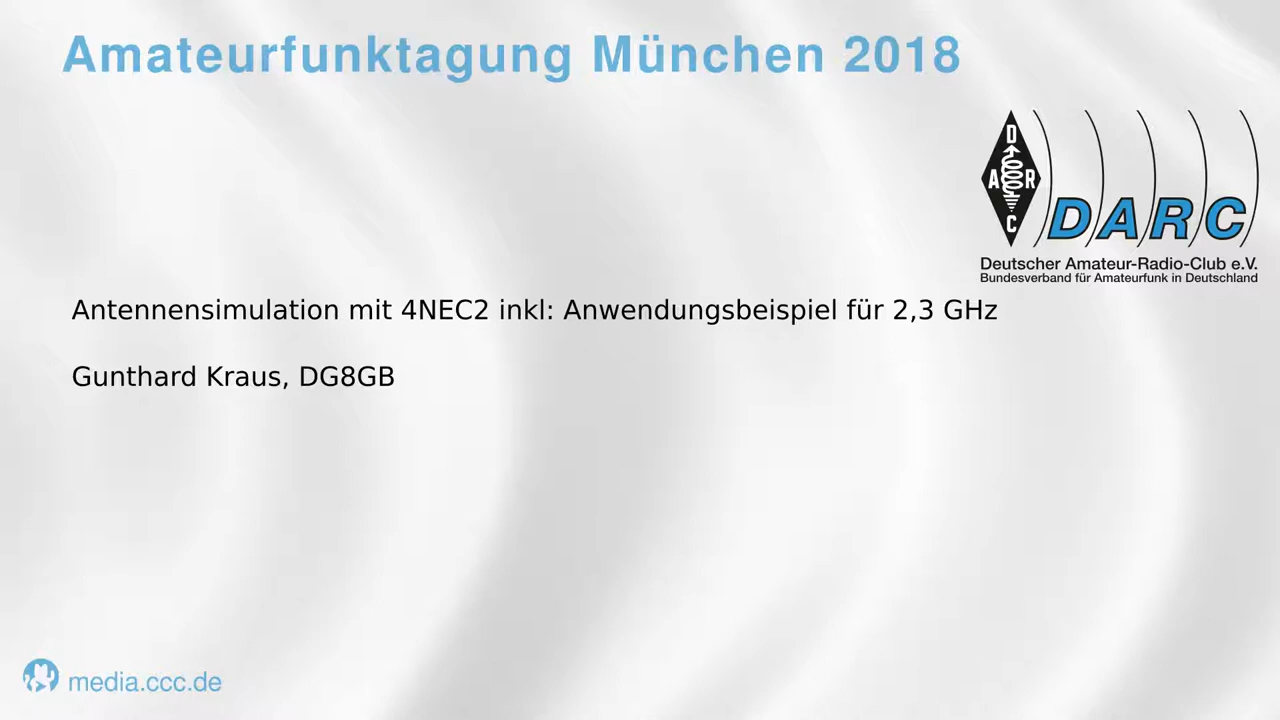 Amateurfunktagung München 2018
D
A R
C
DARC
Deutscher Amateur-Radio-Club e.V.
Bundesverband für Amateurfunk in Deutschland
Antennensimulation mit 4NEC2 inkl: Anwendungsbeispiel für 2,3 GHz
Gunthard Kraus, DG8GB
media.ccc.de